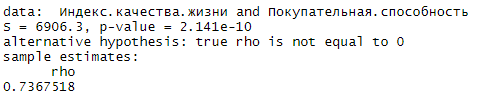 data:  Индекс.качества.жизни and Покупательная.способность
S = 6906.3, p-value = 2.141e-10
alternative hypothesis: true rho is not equal to 0
sample estimates:
      rho
0.7367518